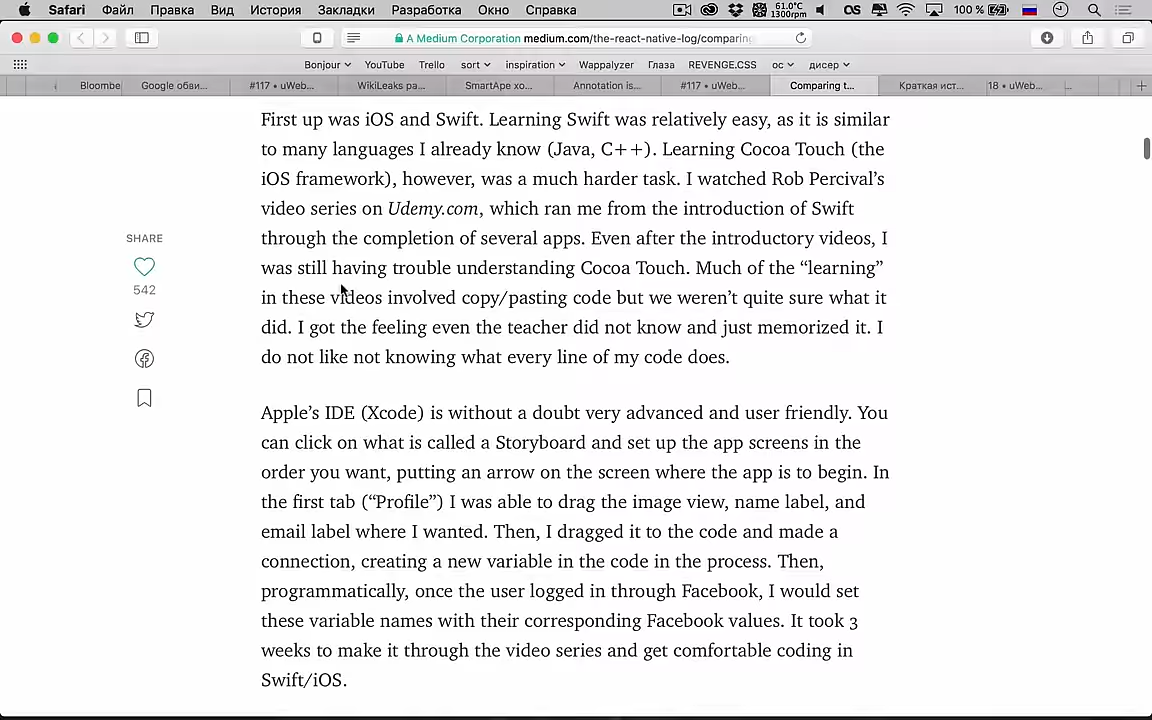 Safari Файл Правка Вид История Закладки Разработка Окно Справка 61.0°C 1300rpm 100 %
A Medium Corporation medium.com/the-react-native-log/comparing
Bonjour YouTube Trello sort inspiration Wappalyzer Глаза REVENGE.CSS ос дисер
Bloombe Google обви... #117 • uWeb... WikiLeaks ра... SmartApe хо... Annotation is... #117 • uWeb... Comparing t... Краткая ист... 18 • uWeb...
First up was iOS and Swift. Learning Swift was relatively easy, as it is similar
to many languages I already know (Java, C++). Learning Cocoa Touch (the
iOS framework), however, was a much harder task. I watched Rob Percival’s
video series on Udemy.com, which ran me from the introduction of Swift
through the completion of several apps. Even after the introductory videos, I
SHARE
was still having trouble understanding Cocoa Touch. Much of the “learning”
542
in these videos involved copy/pasting code but we weren’t quite sure what it
did. I got the feeling even the teacher did not know and just memorized it. I
do not like not knowing what every line of my code does.
Apple’s IDE (Xcode) is without a doubt very advanced and user friendly. You
can click on what is called a Storyboard and set up the app screens in the
order you want, putting an arrow on the screen where the app is to begin. In
the first tab (“Profile”) I was able to drag the image view, name label, and
email label where I wanted. Then, I dragged it to the code and made a
connection, creating a new variable in the code in the process. Then,
programmatically, once the user logged in through Facebook, I would set
these variable names with their corresponding Facebook values. It took 3
weeks to make it through the video series and get comfortable coding in
Swift/iOS.